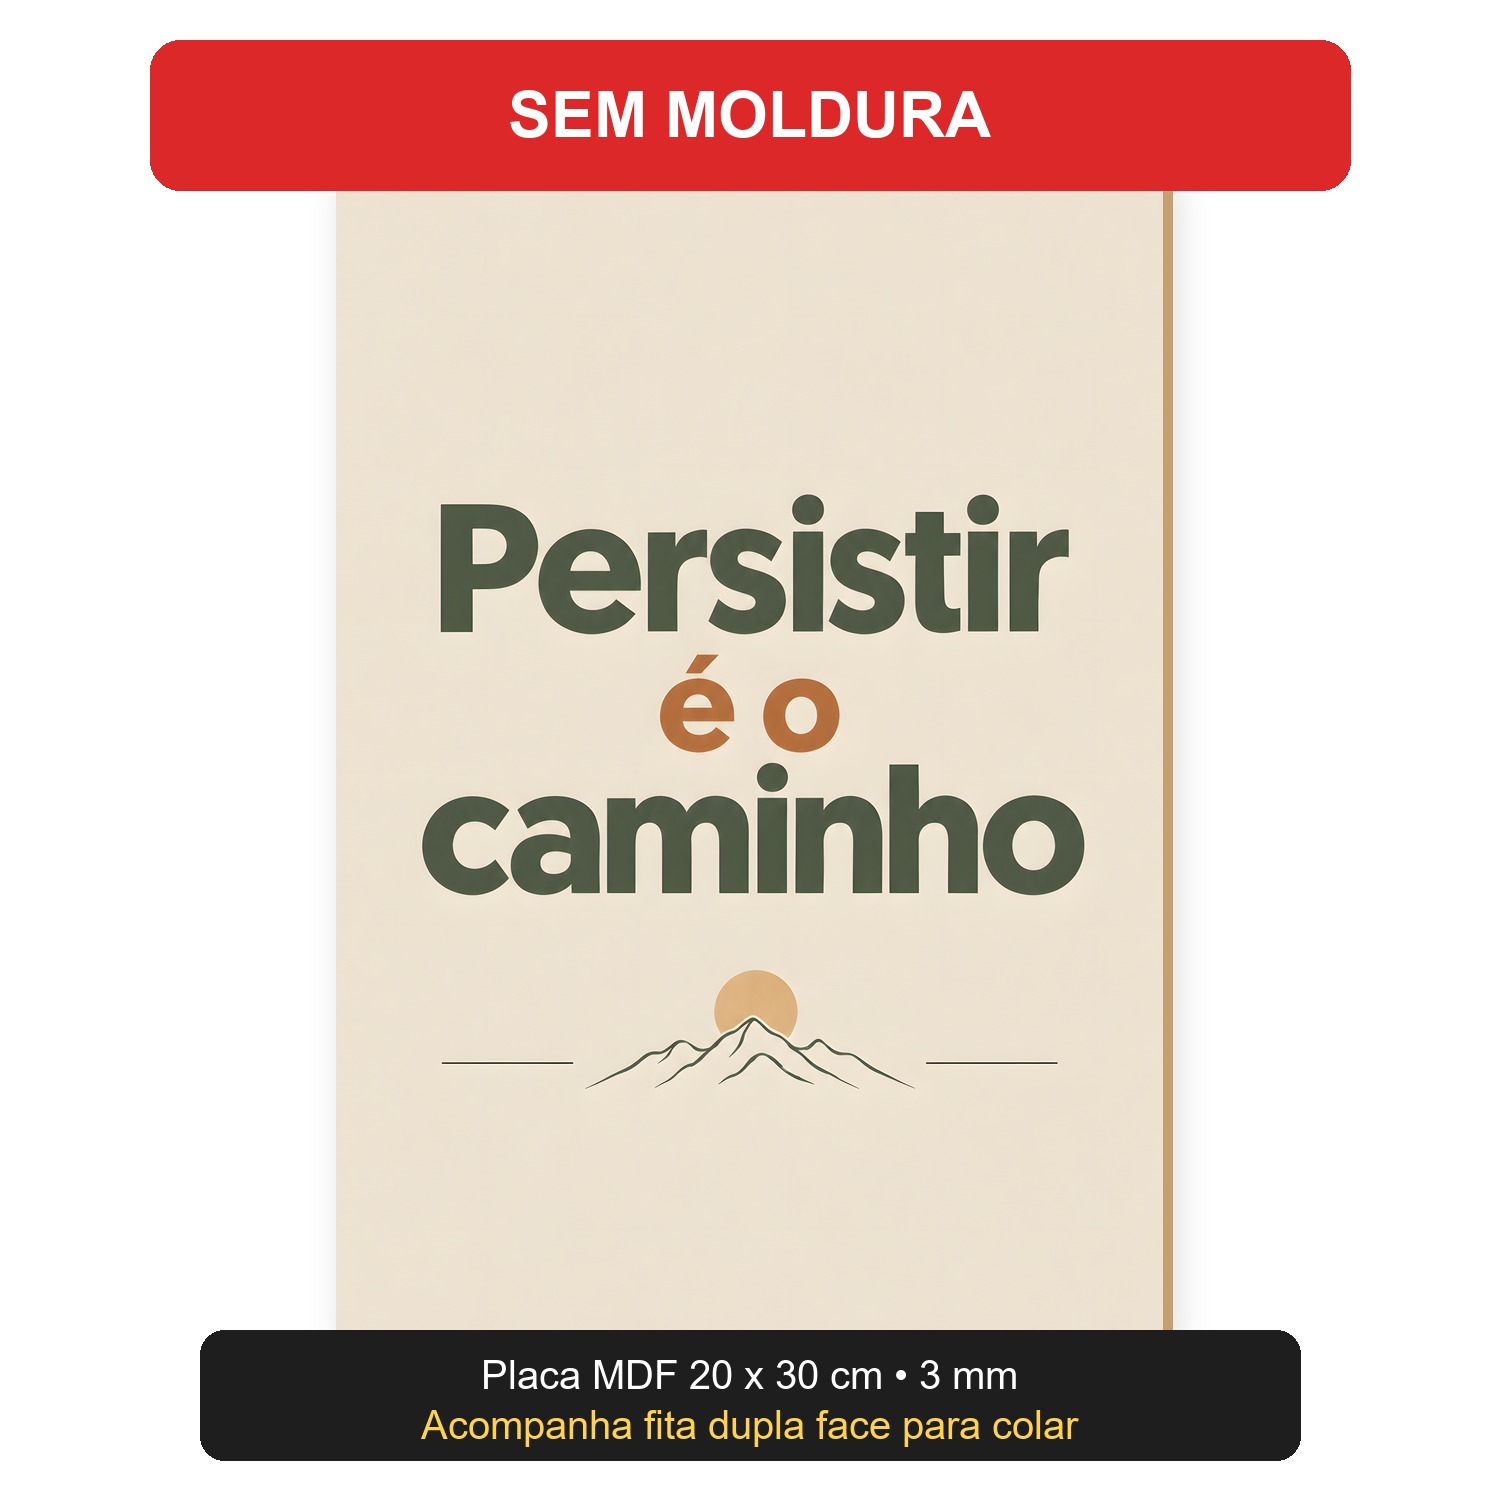 SEM MOLDURA
Persistir
é o
caminho
Placa MDF 20 x 30 cm • 3 mm
Acompanha fita dupla face para colar